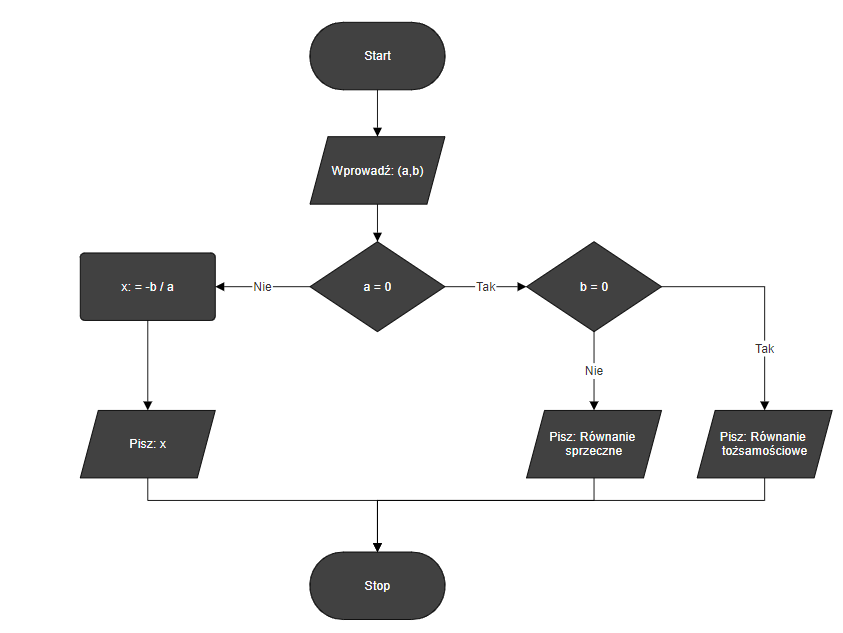 Start
Wprowadź: (a,b)
x: = -b / a
Nie
a = 0
Tak
b = 0
Tak
Nie
Pisz: x
Pisz: Równanie
sprzeczne
Pisz: Równanie
tożsamościowe
Stop